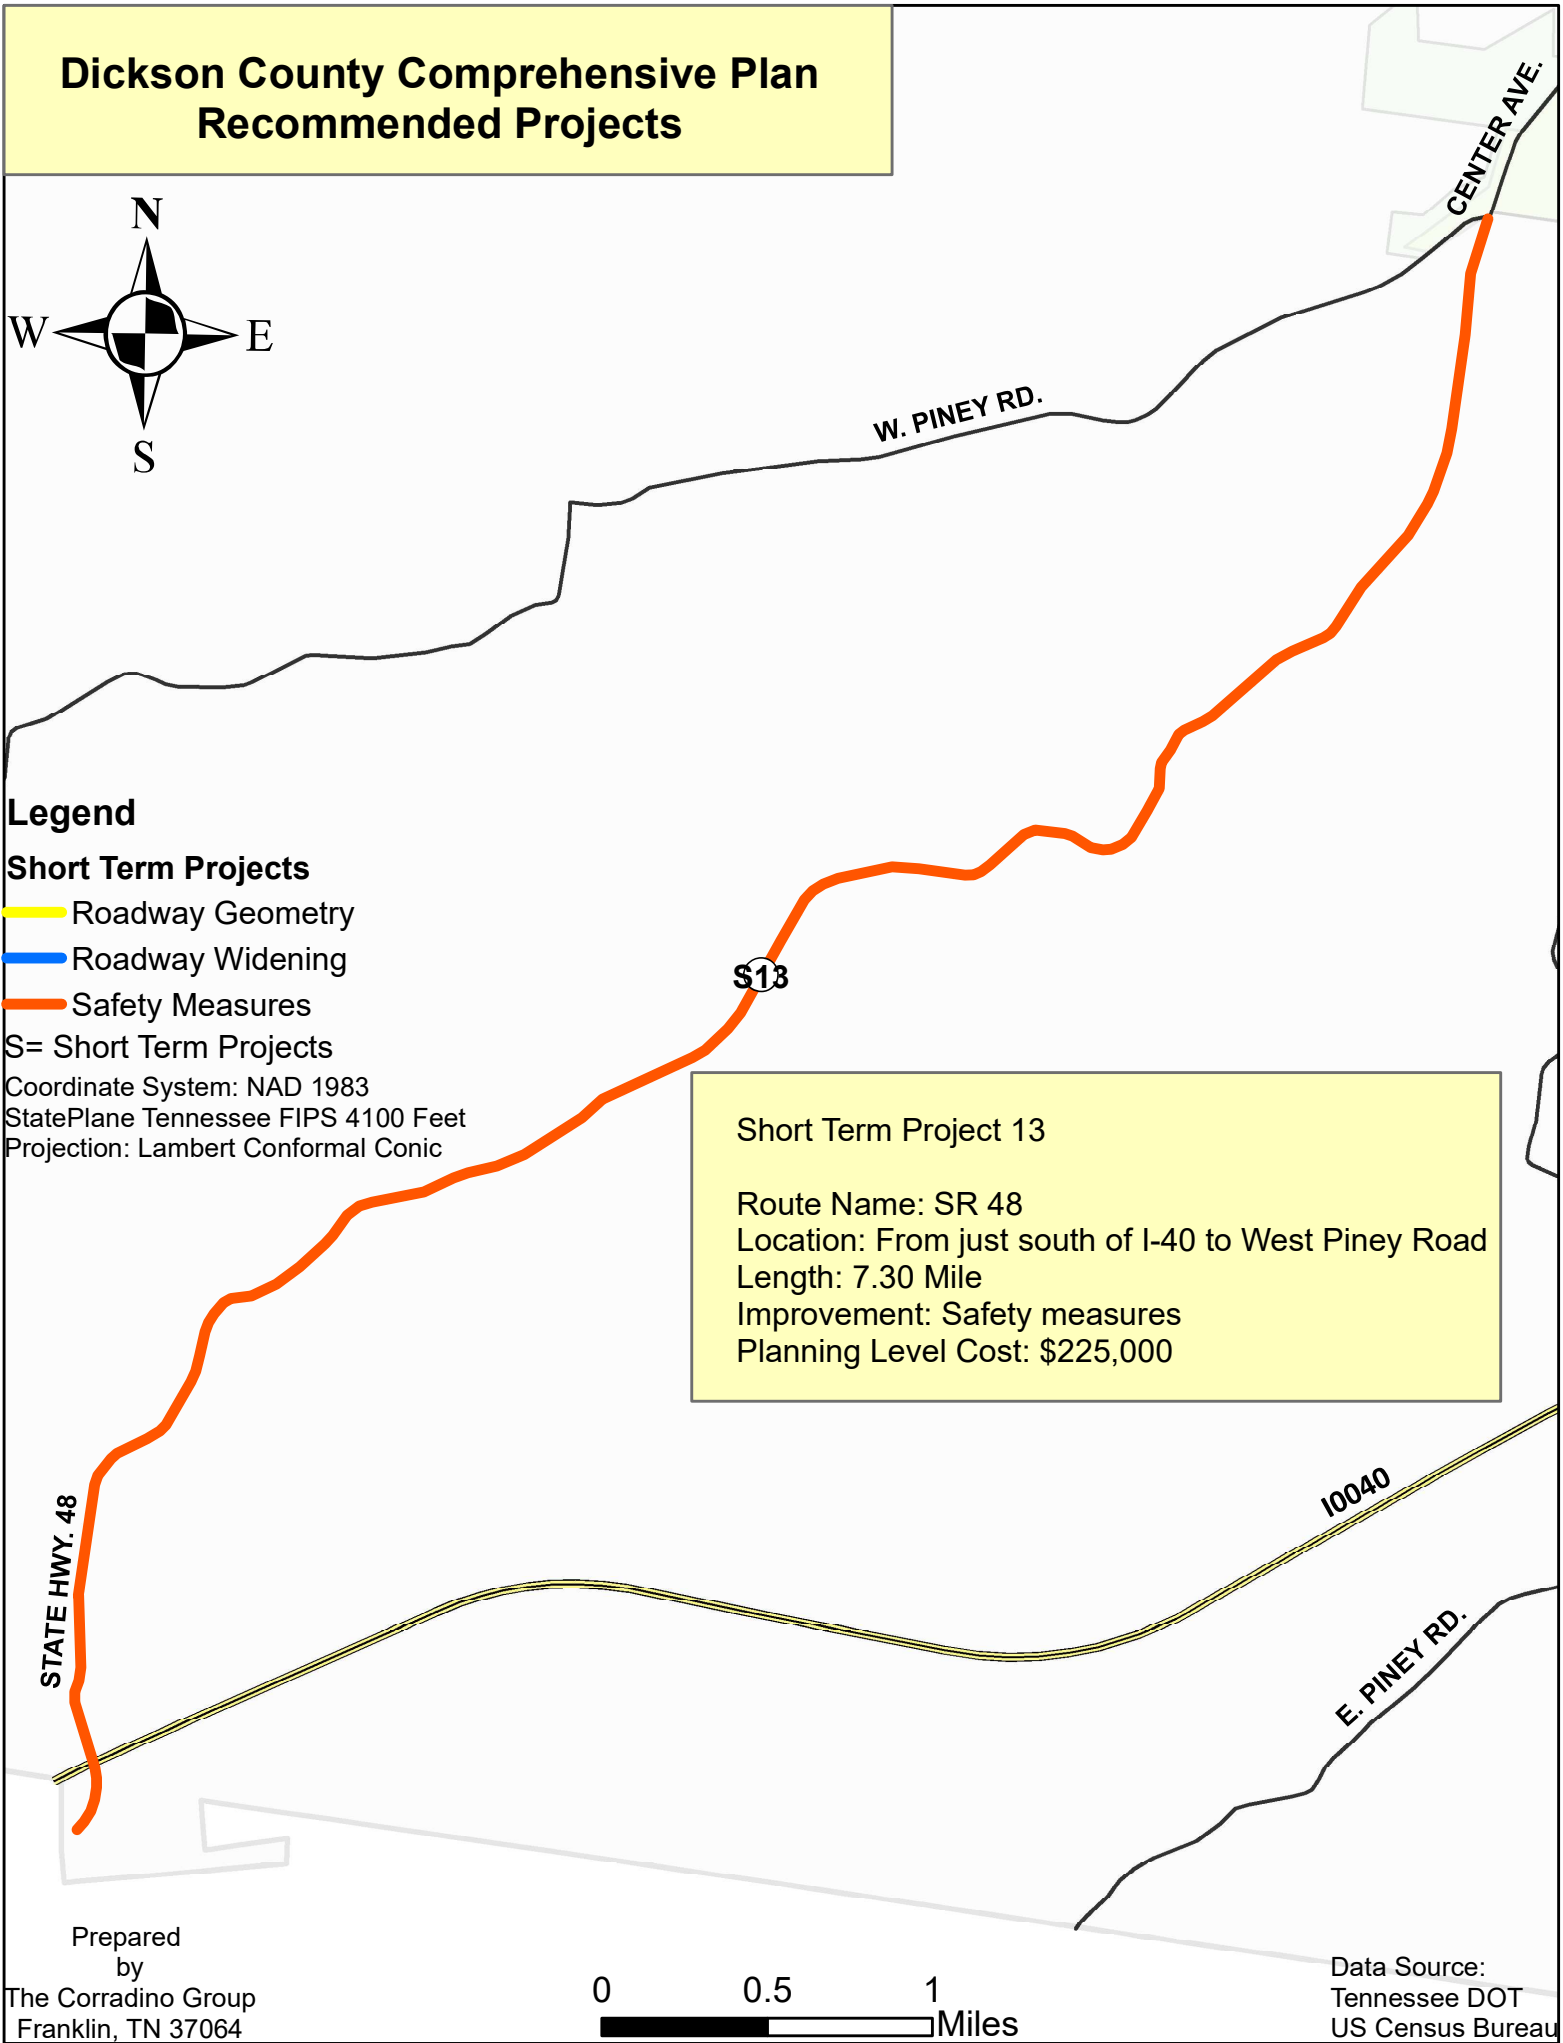 Dickson County Comprehensive Plan
Recommended Projects
N
W
E
S
CENTER AVE.
W. PINEY RD.
Legend
Short Term Projects
Roadway Geometry
Roadway Widening
Safety Measures
S= Short Term Projects
Coordinate System: NAD 1983
StatePlane Tennessee FIPS 4100 Feet
Projection: Lambert Conformal Conic
S13
Short Term Project 13
Route Name: SR 48
Location: From just south of I-40 to West Piney Road
Length: 7.30 Mile
Improvement: Safety measures
Planning Level Cost: $225,000
STATE HWY. 48
I0040
E. PINEY RD.
Prepared
by
The Corradino Group
Franklin, TN 37064
0 0.5 1
Miles
Data Source:
Tennessee DOT
US Census Bureau